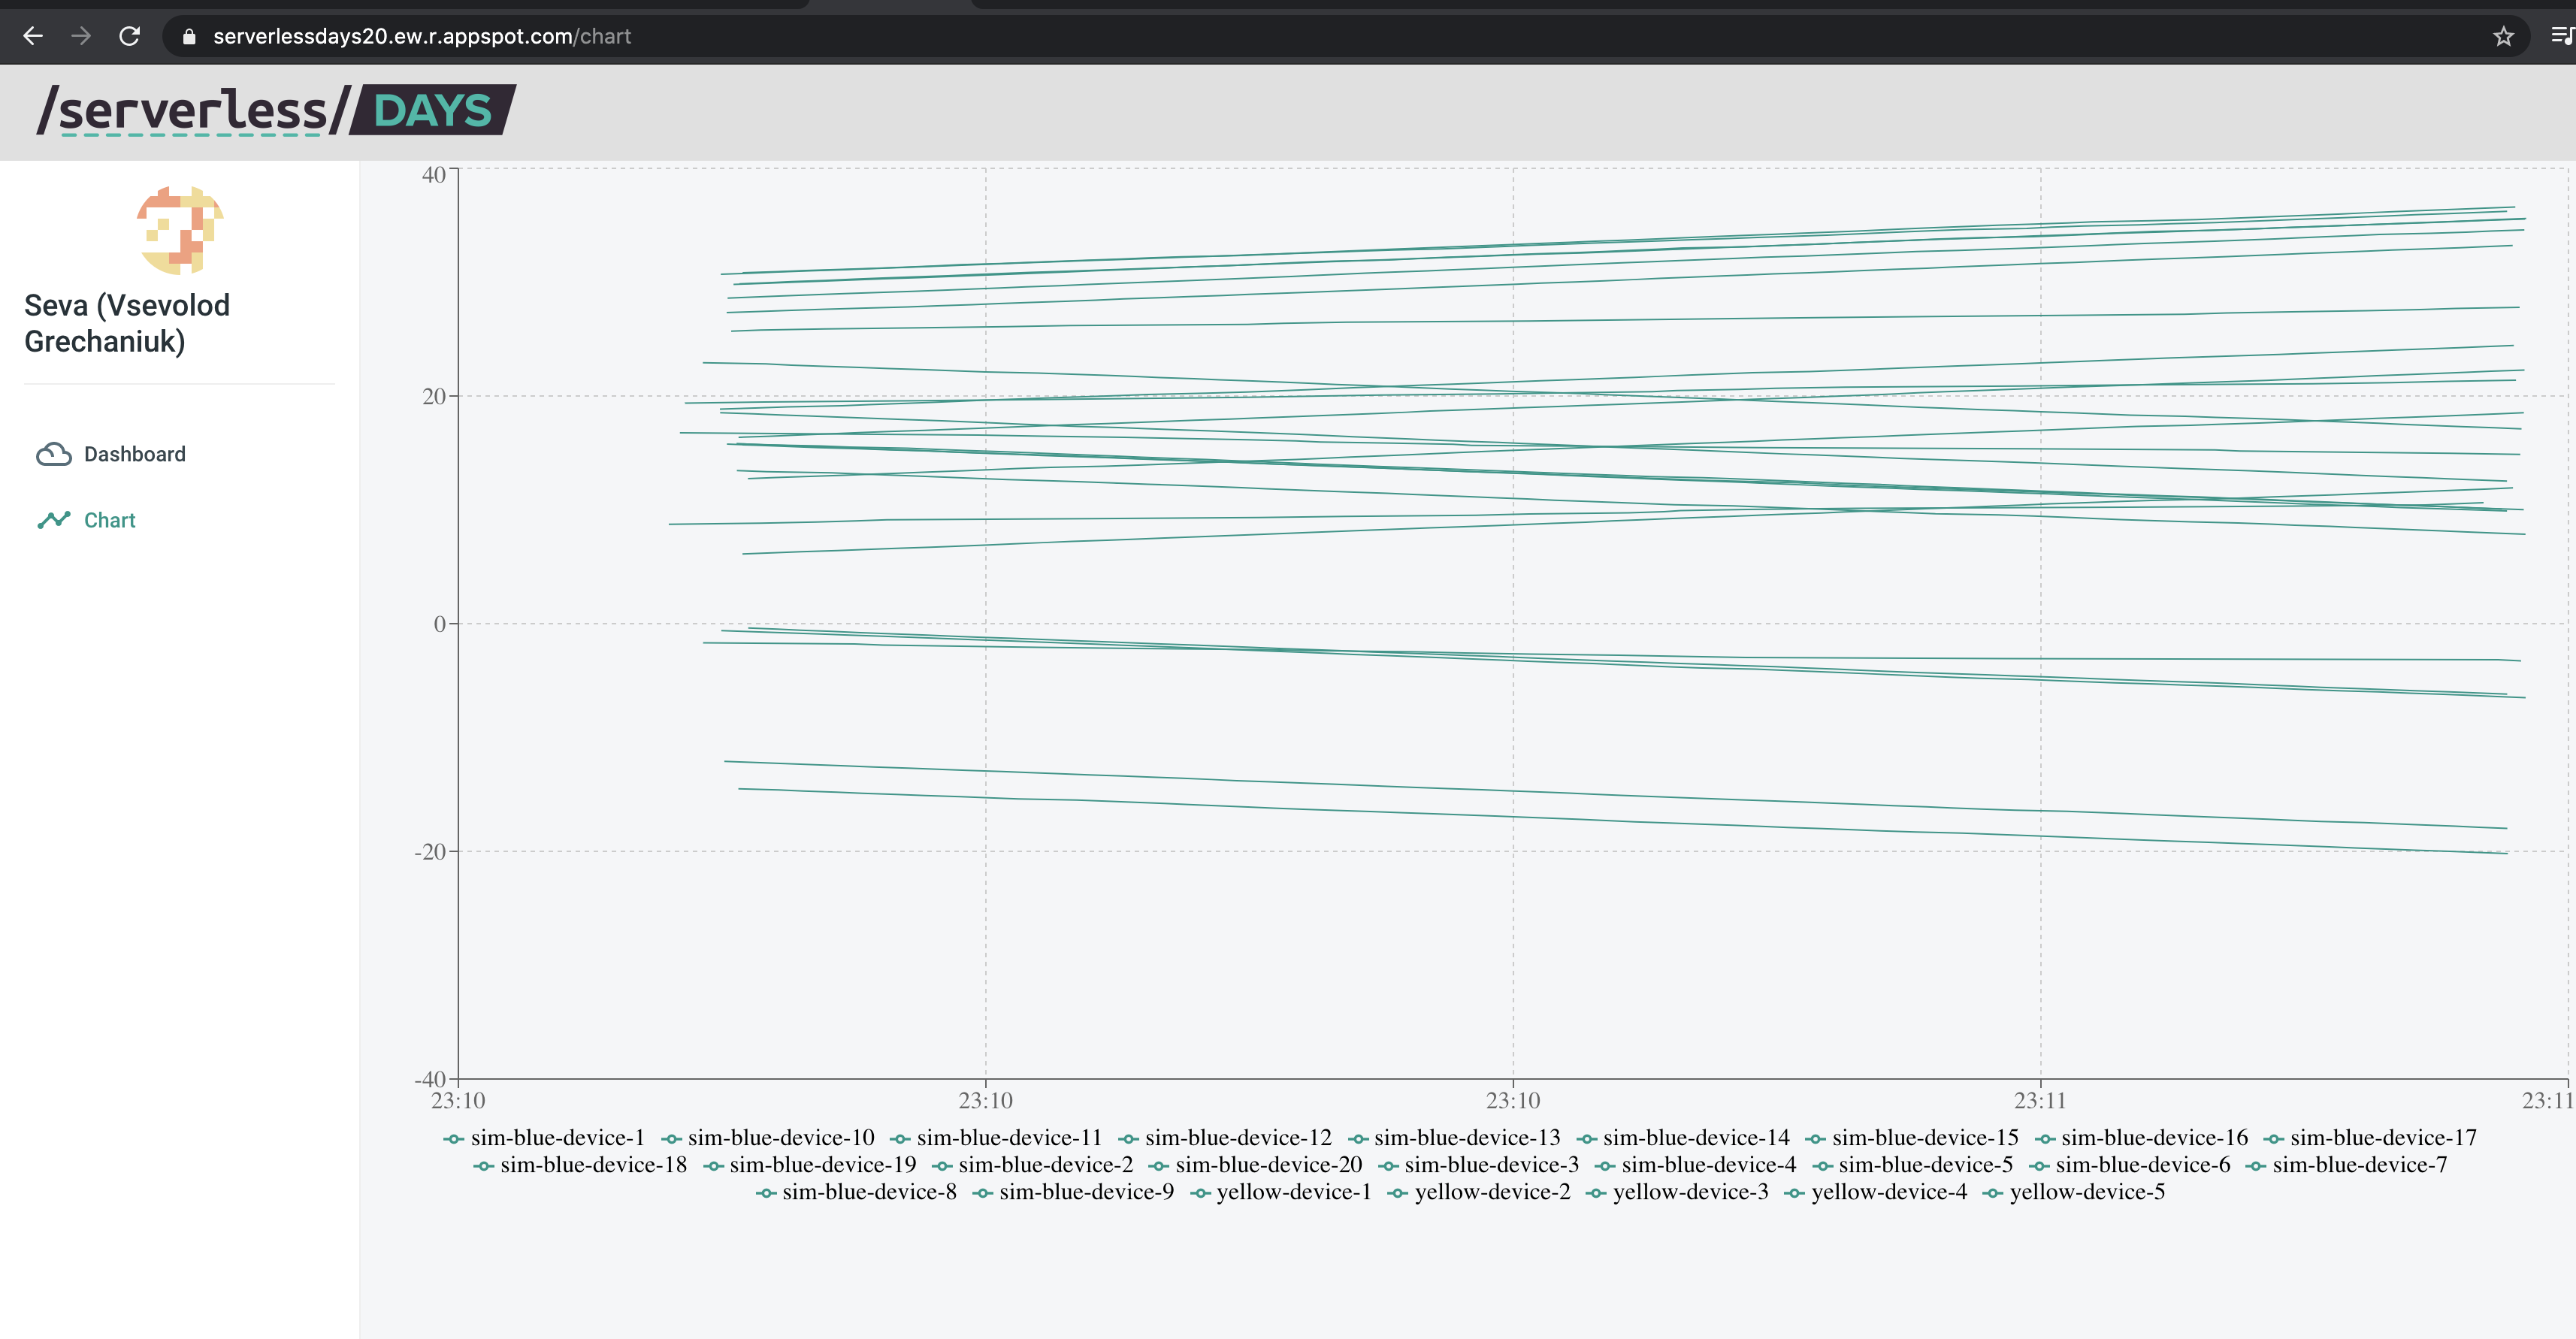 serverlessdays20.ew.r.appspot.com/chart
/serverless/DAYS
Seva (Vsevolod
Grechaniuk)
Dashboard
Chart
40
20
0
-20
-40
23:10 23:10 23:10 23:11 23:11
sim-blue-device-1 sim-blue-device-10 sim-blue-device-11 sim-blue-device-12 sim-blue-device-13 sim-blue-device-14 sim-blue-device-15 sim-blue-device-16 sim-blue-device-17
sim-blue-device-18 sim-blue-device-19 sim-blue-device-2 sim-blue-device-20 sim-blue-device-3 sim-blue-device-4 sim-blue-device-5 sim-blue-device-6 sim-blue-device-7
sim-blue-device-8 sim-blue-device-9 yellow-device-1 yellow-device-2 yellow-device-3 yellow-device-4 yellow-device-5